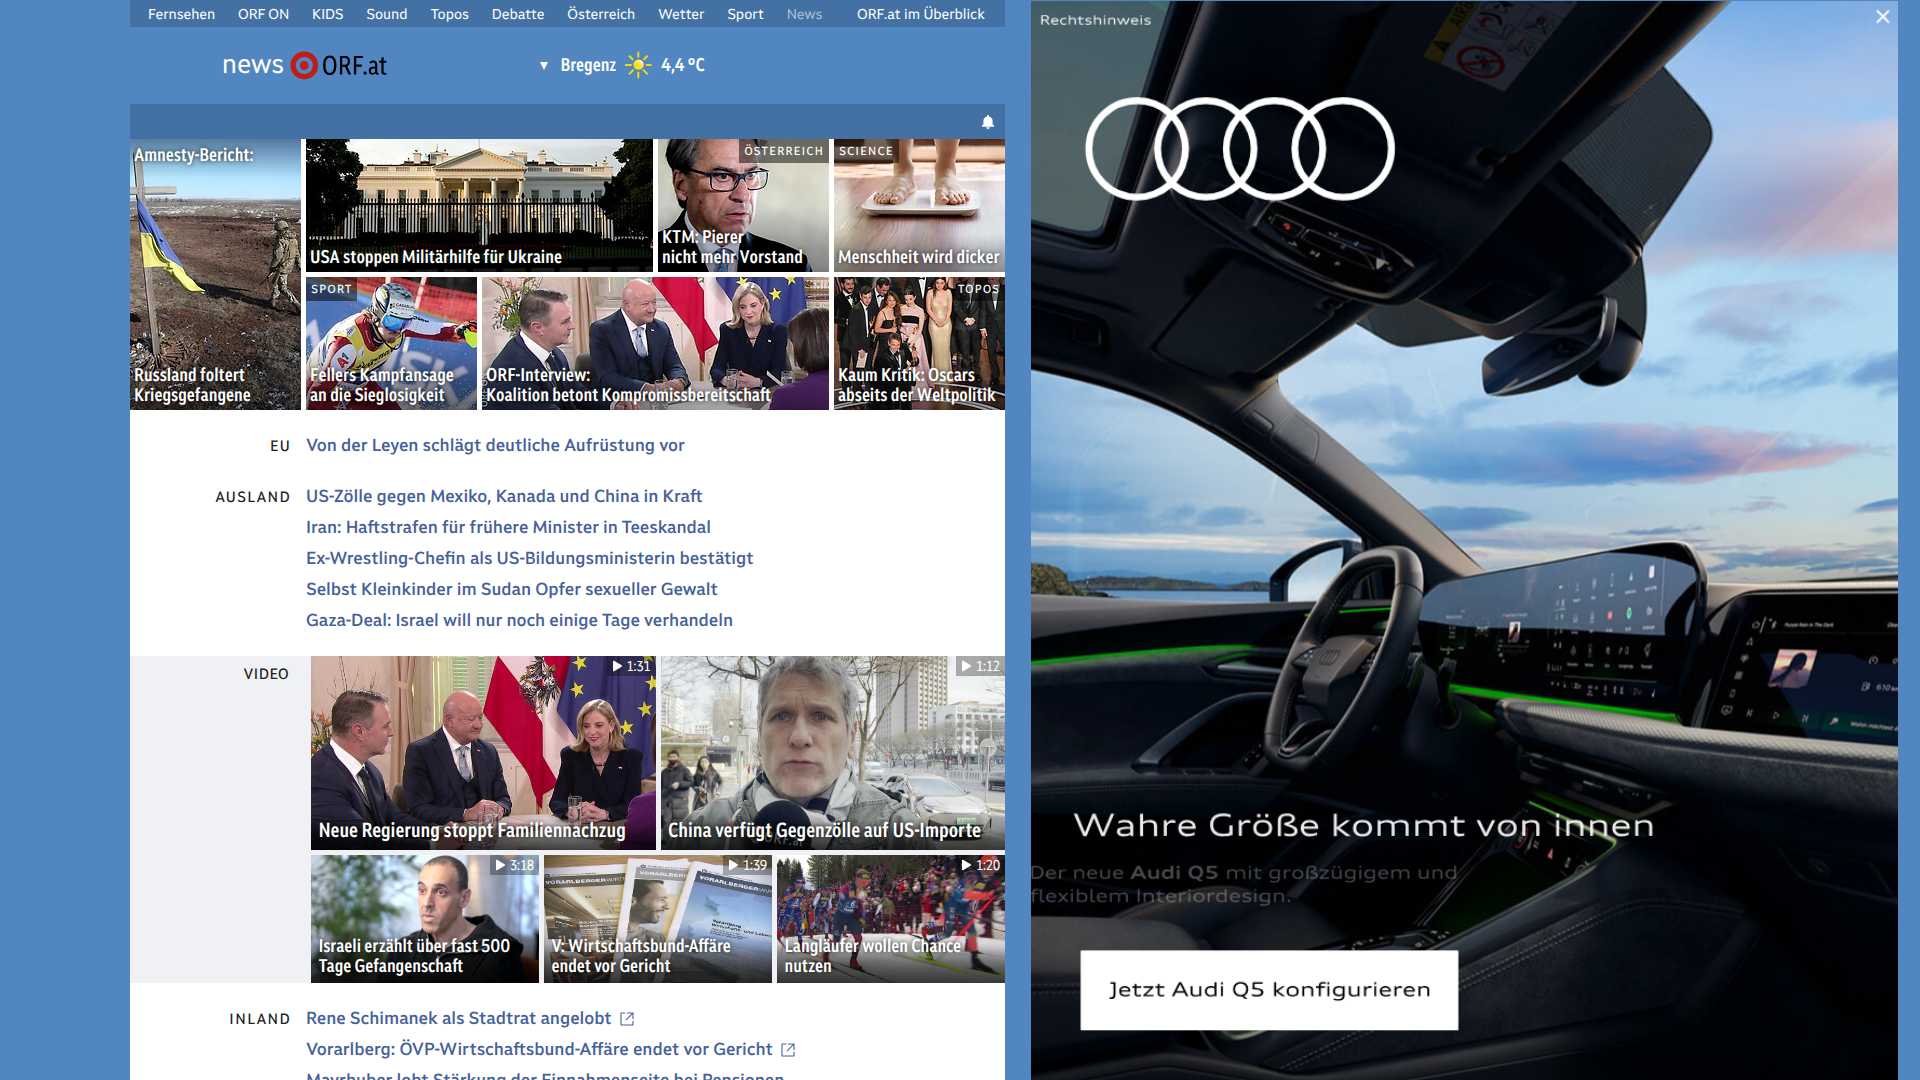 Fernsehen ORF ON KIDS Sound Topos Debatte Österreich Wetter Sport News ORF.at im Überblick
news ORF.at
▼ Bregenz 4,4 °C
Amnesty-Bericht:
Russland foltert
Kriegsgefangene
USA stoppen Militärhilfe für Ukraine
ÖSTERREICH
KTM: Pierer
nicht mehr Vorstand
SCIENCE
Menschheit wird dicker
SPORT
Fellers Kampfansage
an die Sieglosigkeit
ORF-Interview:
Koalition betont Kompromissbereitschaft
TOPOS
Kaum Kritik: Oscars
abseits der Weltpolitik
EU Von der Leyen schlägt deutliche Aufrüstung vor
AUSLAND US-Zölle gegen Mexiko, Kanada und China in Kraft
Iran: Haftstrafen für frühere Minister in Teeskandal
Ex-Wrestling-Chefin als US-Bildungsministerin bestätigt
Selbst Kleinkinder im Sudan Opfer sexueller Gewalt
Gaza-Deal: Israel will nur noch einige Tage verhandeln
VIDEO
1:31
Neue Regierung stoppt Familiennachzug
1:12
China verfügt Gegenzölle auf US-Importe
3:18
Israeli erzählt über fast 500
Tage Gefangenschaft
1:39
V: Wirtschaftsbund-Affäre
endet vor Gericht
1:20
Langläufer wollen Chance
nutzen
INLAND Rene Schimanek als Stadtrat angelobt
Vorarlberg: ÖVP-Wirtschaftsbund-Affäre endet vor Gericht
Mayrhuber lobt Stärkung der Einnahmenseite bei Pensionen
Rechtshinweis
Wahre Größe kommt von innen
Der neue Audi Q5 mit großzügigem und
flexiblem Interiordesign.
Jetzt Audi Q5 konfigurieren